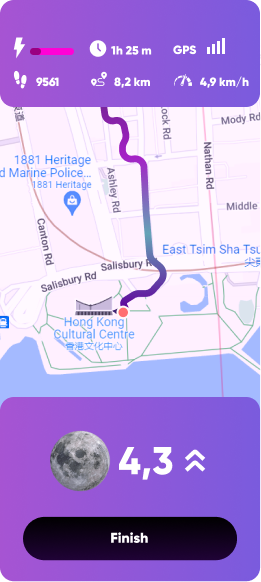 1h 25 m
GPS
9561
8,2 km
4,9 km/h
Mody Rd
1881 Heritage
d Marine Police...
1881 Heritage
Ashley Rd
Nathan Rd
ock Rd
Canton Rd
Middle
East Tsim Sha Tsu
Salisbury Rd
Salisbury Rd
Hong Kong
Cultural Centre
香港文化中心
4,3
Finish